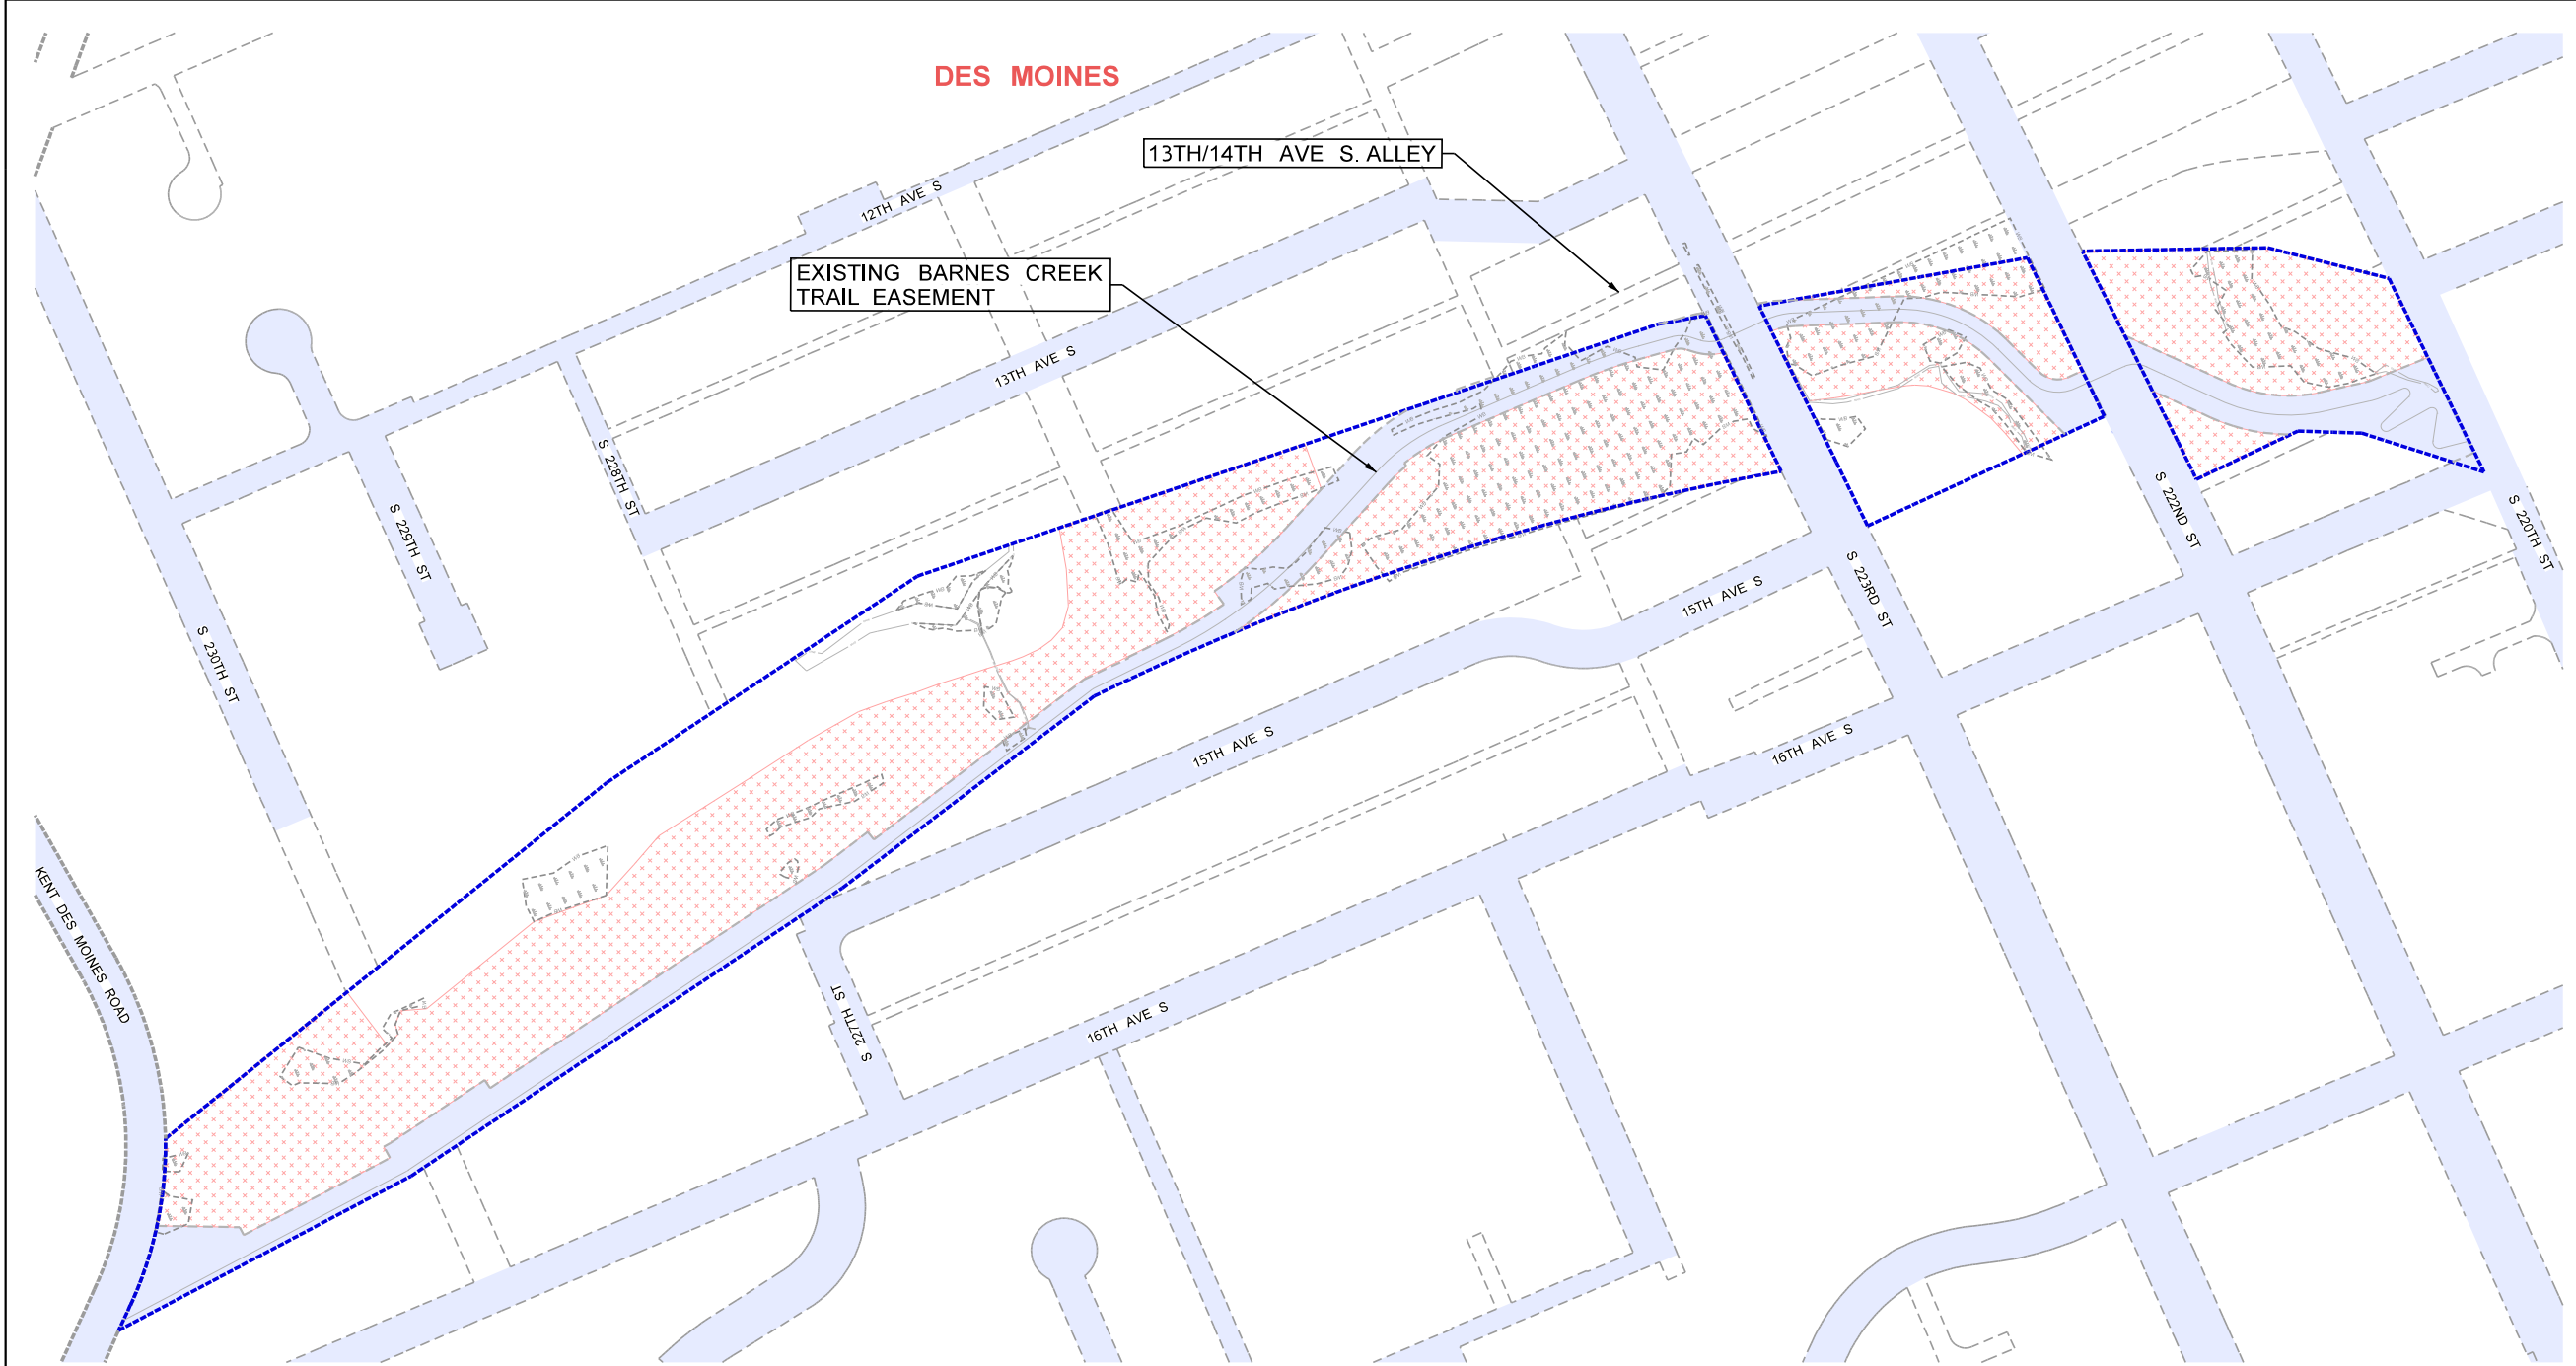 DES MOINES
13TH/14TH AVE S. ALLEY
12TH AVE S
EXISTING BARNES CREEK
TRAIL EASEMENT
13TH AVE S
S 228TH ST
S 229TH ST
S 222ND ST
S 220TH ST
S 223RD ST
15TH AVE S
S 230TH ST
15TH AVE S
16TH AVE S
KENT DES MOINES ROAD
S 227TH ST
16TH AVE S